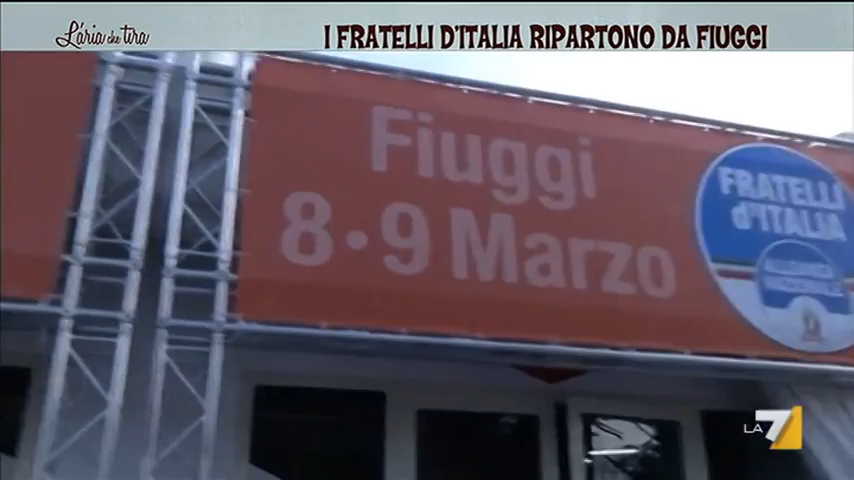 L'aria che tira
I FRATELLI D'ITALIA RIPARTONO DA FIUGGI
Fiuggi
8·9 Marzo
FRATELLI
d'ITALIA
LA7